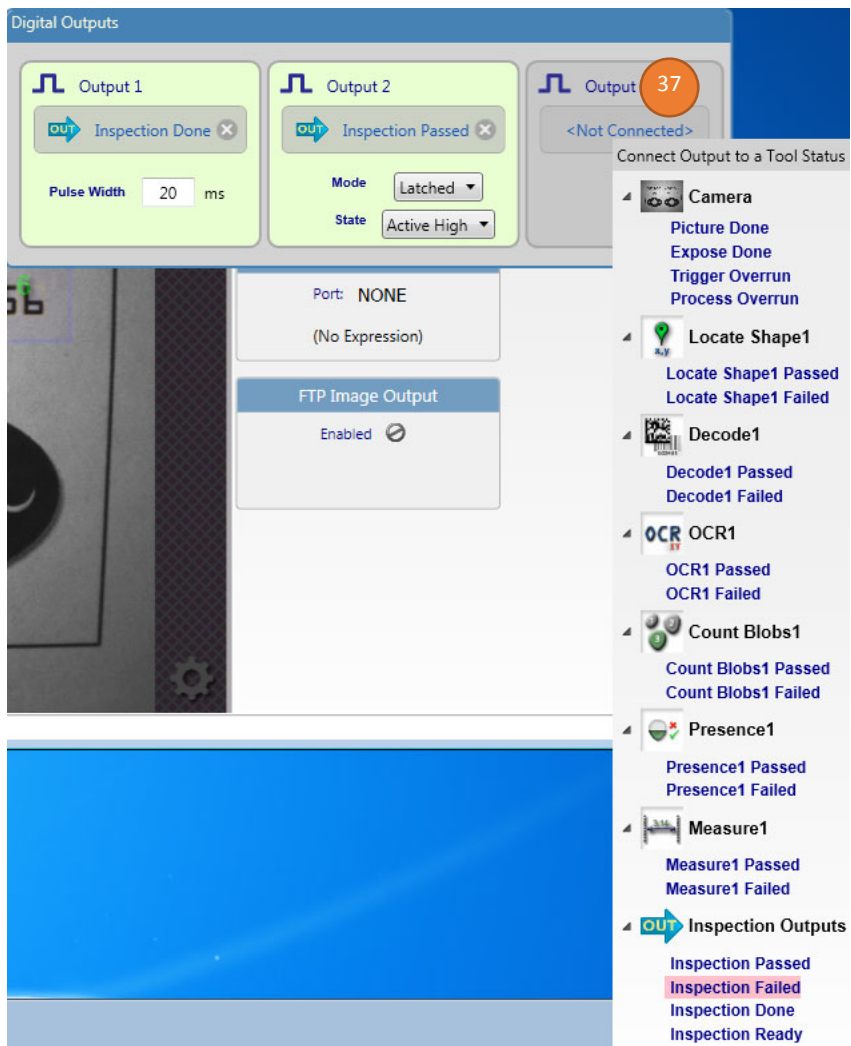 Digital Outputs
Output 1
OUT Inspection Done
Pulse Width 20 ms
Output 2
OUT Inspection Passed
Mode Latched
State Active High
Output 37
<Not Connected>
Port: NONE
(No Expression)
FTP Image Output
Enabled
Connect Output to a Tool Status
Camera
Picture Done
Expose Done
Trigger Overrun
Process Overrun
x,y Locate Shape1
Locate Shape1 Passed
Locate Shape1 Failed
Decode1
Decode1 Passed
Decode1 Failed
OCR OCR1
OCR1 Passed
OCR1 Failed
Count Blobs1
Count Blobs1 Passed
Count Blobs1 Failed
Presence1
Presence1 Passed
Presence1 Failed
Measure1
Measure1 Passed
Measure1 Failed
OUT Inspection Outputs
Inspection Passed
Inspection Failed
Inspection Done
Inspection Ready